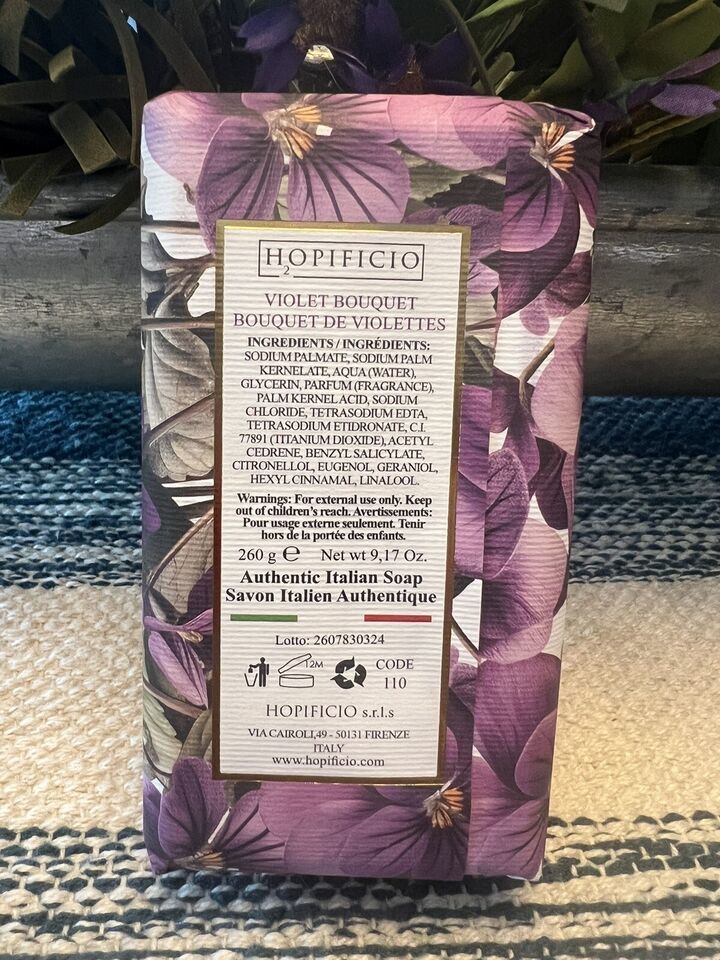 H2OPIFICIO
VIOLET BOUQUET
BOUQUET DE VIOLETTES
INGREDIENTS / INGRÉDIENTS:
SODIUM PALMATE, SODIUM PALM
KERNELATE, AQUA (WATER),
GLYCERIN, PARFUM (FRAGRANCE),
PALM KERNEL ACID, SODIUM
CHLORIDE, TETRASODIUM EDTA,
TETRASODIUM ETIDRONATE, C.I.
77891 (TITANIUM DIOXIDE), ACETYL
CEDRENE, BENZYL SALICYLATE,
CITRONELLOL, EUGENOL, GERANIOL,
HEXYL CINNAMAL, LINALOOL.
Warnings: For external use only. Keep
out of children's reach. Avertissements:
Pour usage externe seulement. Tenir
hors de la portée des enfants.
260 g e Net wt 9,17 Oz.
Authentic Italian Soap
Savon Italien Authentique
Lotto: 2607830324
12M
CODE
110
HOPIFICIO s.r.l.s
VIA CAIROLI,49 - 50131 FIRENZE
ITALY
www.hopificio.com